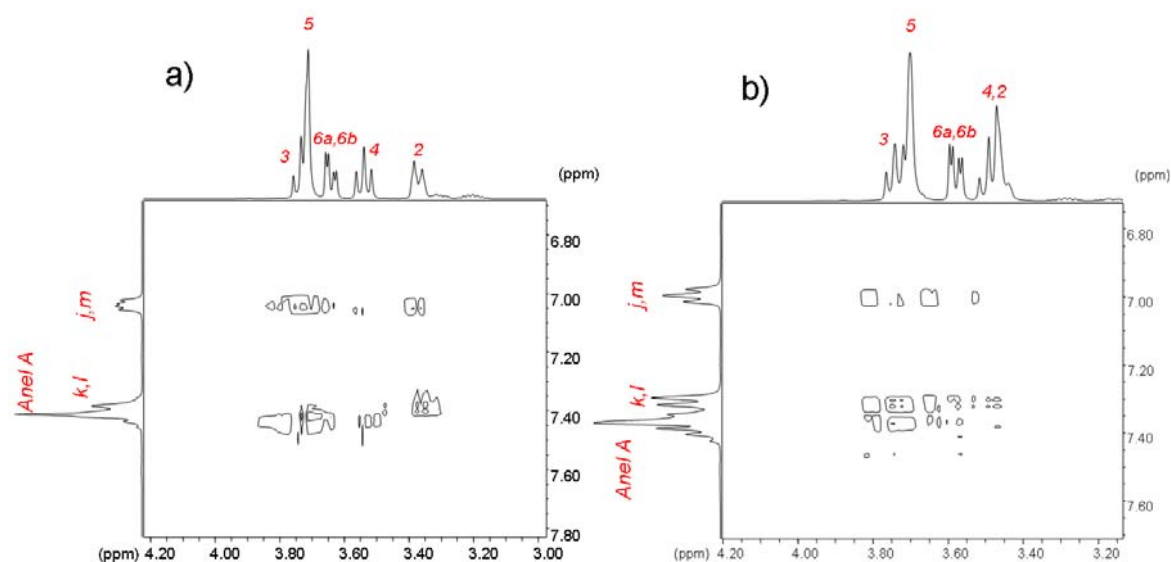 a)
5
3
6a,6b
4
2
(ppm)
6.80
7.00
7.20
7.40
7.60
7.80
j,m
k,l
Anel A
(ppm)
4.20
4.00
3.80
3.60
3.40
3.20
3.00
b)
5
3
6a,6b
4,2
(ppm)
6.80
7.00
7.20
7.40
7.60
j,m
k,l
Anel A
(ppm)
4.20
4.00
3.80
3.60
3.40
3.20